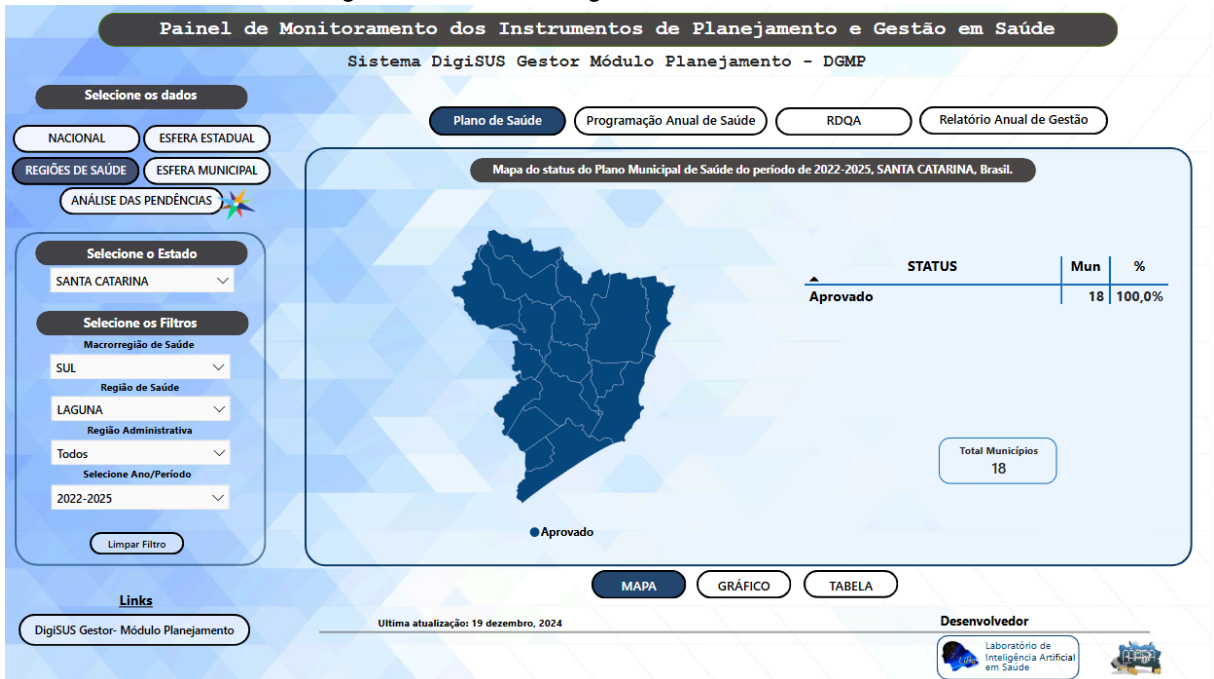 Painel de Monitoramento dos Instrumentos de Planejamento e Gestão em Saúde
Sistema DigiSUS Gestor Módulo Planejamento - DGMP
Selecione os dados
NACIONAL
ESFERA ESTADUAL
REGIÕES DE SAÚDE
ESFERA MUNICIPAL
ANÁLISE DAS PENDÊNCIAS
Selecione o Estado
SANTA CATARINA
Selecione os Filtros
Macrorregião de Saúde
SUL
Região de Saúde
LAGUNA
Região Administrativa
Todos
Selecione Ano/Período
2022-2025
Limpar Filtro
Links
DigiSUS Gestor- Módulo Planejamento
Plano de Saúde
Programação Anual de Saúde
RDQA
Relatório Anual de Gestão
Mapa do status do Plano Municipal de Saúde do período de 2022-2025, SANTA CATARINA, Brasil.
STATUS Mun %
Aprovado 18 100,0%
Total Municípios
18
Aprovado
MAPA
GRÁFICO
TABELA
Ultima atualização: 19 dezembro, 2024
Desenvolvedor
Laboratório de
Inteligência Artificial
em Saúde